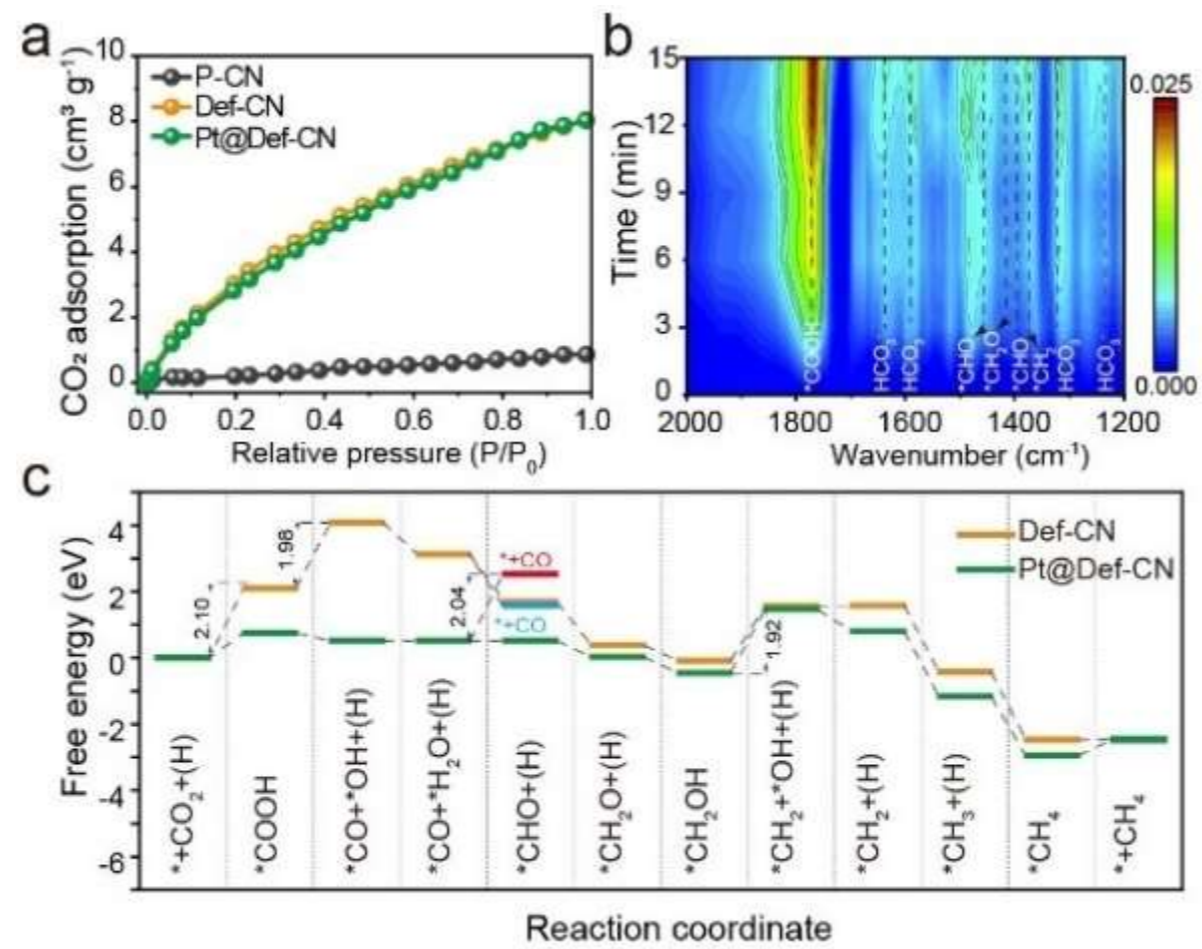 a
CO₂ adsorption (cm³ g⁻¹)
10
8
6
4
2
0
P-CN
Def-CN
Pt@Def-CN
0.0 0.2 0.4 0.6 0.8 1.0
Relative pressure (P/P₀)
b
Time (min)
15
12
9
6
3
0
*COOH
HCO₃⁻
HCO₃⁻
*CHO
*CH₂O
*CHO
*CH₂
HCO₃⁻
HCO₃⁻
2000 1800 1600 1400 1200
Wavenumber (cm⁻¹)
0.025
0.000
c
Free energy (eV)
4
2
0
-2
-4
-6
Def-CN
Pt@Def-CN
2.10
1.98
2.04
*+CO
*+CO
1.92
*+CO₂+(H)
*COOH
*CO+*OH+(H)
*CO+*H₂O+(H)
*CHO+(H)
*CH₂O+(H)
*CH₂OH
*CH₂+*OH+(H)
*CH₂+(H)
*CH₃+(H)
*CH₄
*+CH₄
Reaction coordinate